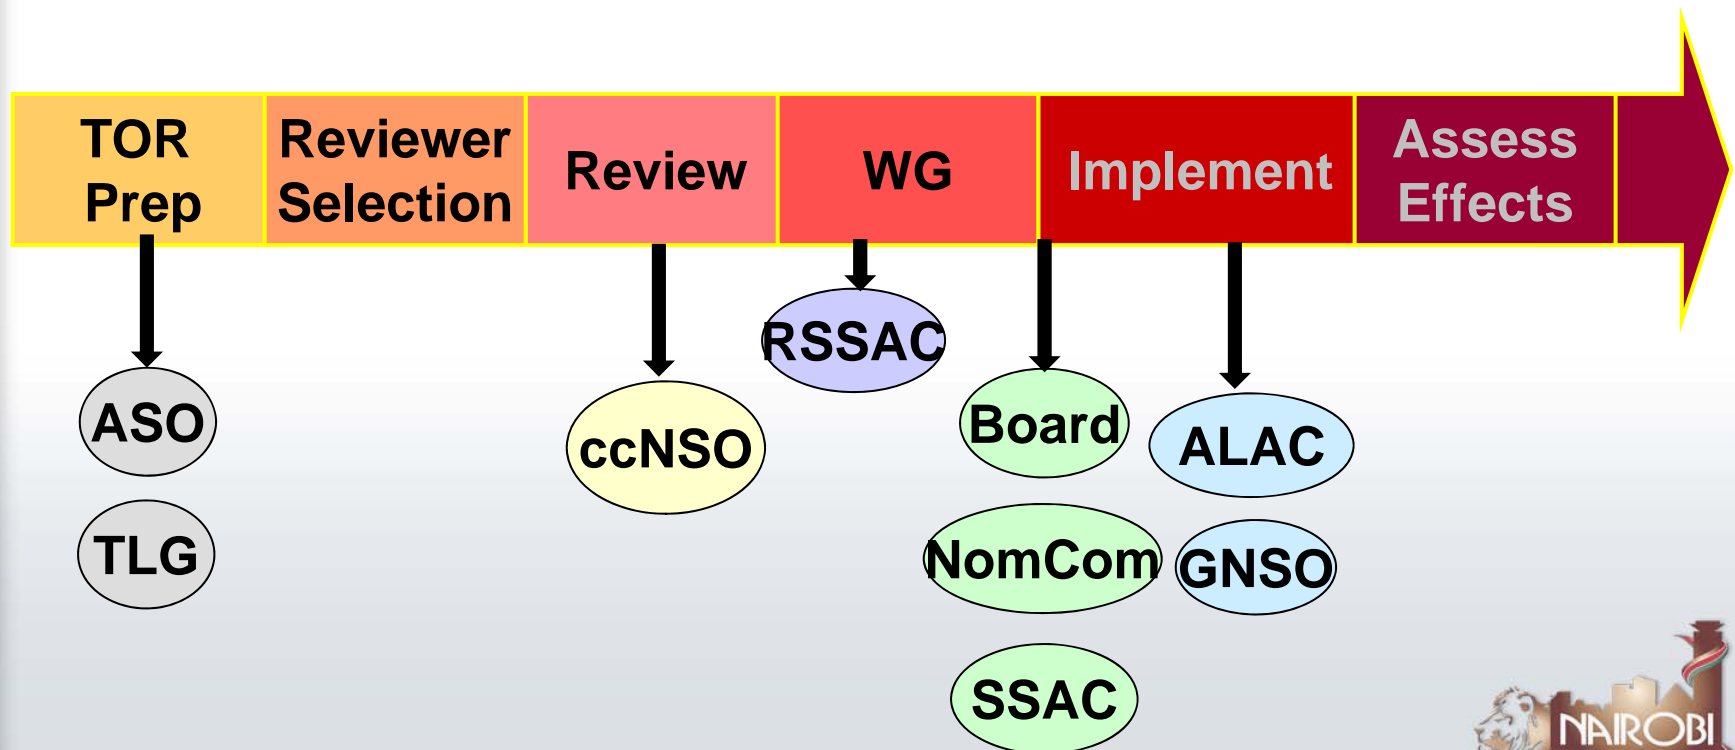 TOR
Prep
Reviewer
Selection
Review
WG
Implement
Assess
Effects
RSSAC
ASO
ccNSO
Board
ALAC
TLG
NomCom
GNSO
SSAC
NAIROBI